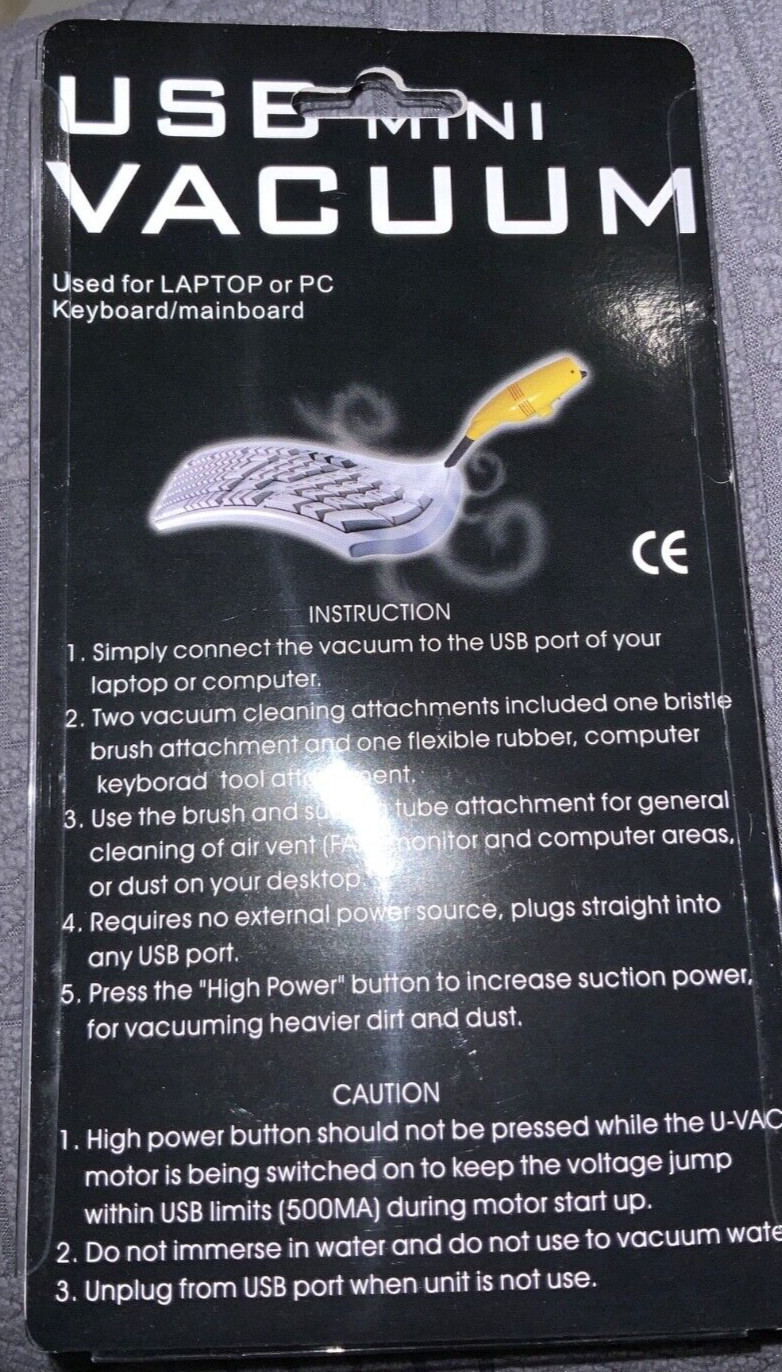 USB MINI
VACUUM
Used for LAPTOP or PC
Keyboard/mainboard
CE
INSTRUCTION
1. Simply connect the vacuum to the USB port of your
laptop or computer.
2. Two vacuum cleaning attachments included one bristle
brush attachment and one flexible rubber, computer
keyborad tool
3. Use the brush and tube attachment for general
cleaning of air vent monitor and computer areas,
or dust on your desktop.
4. Requires no external power source, plugs straight into
any USB port.
5. Press the "High Power" button to increase suction power,
for vacuuming heavier dirt and dust.
CAUTION
1. High power button should not be pressed while the U-VAC
motor is being switched on to keep the voltage jump
within USB limits (500MA) during motor start up.
2. Do not immerse in water and do not use to vacuum wate
3. Unplug from USB port when unit is not use.